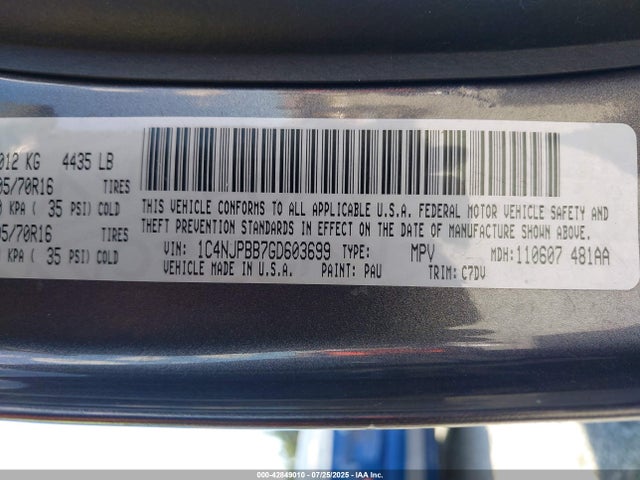 012 KG 4435 LB
05/70R16 TIRES
KPA ( 35 PSI) COLD
05/70R16 TIRES
KPA ( 35 PSI) COLD
THIS VEHICLE CONFORMS TO ALL APPLICABLE U.S.A. FEDERAL MOTOR VEHICLE SAFETY AND
THEFT PREVENTION STANDARDS IN EFFECT ON THE DATE OF MANUFACTURE SHOWN ABOVE.
VIN: 1C4NJPBB7GD603699 TYPE: MPV MDH: 110607 481AA
VEHICLE MADE IN U.S.A. PAINT: PAU TRIM: C7DV
000-42849010 - 07/25/2025 - IAA Inc.